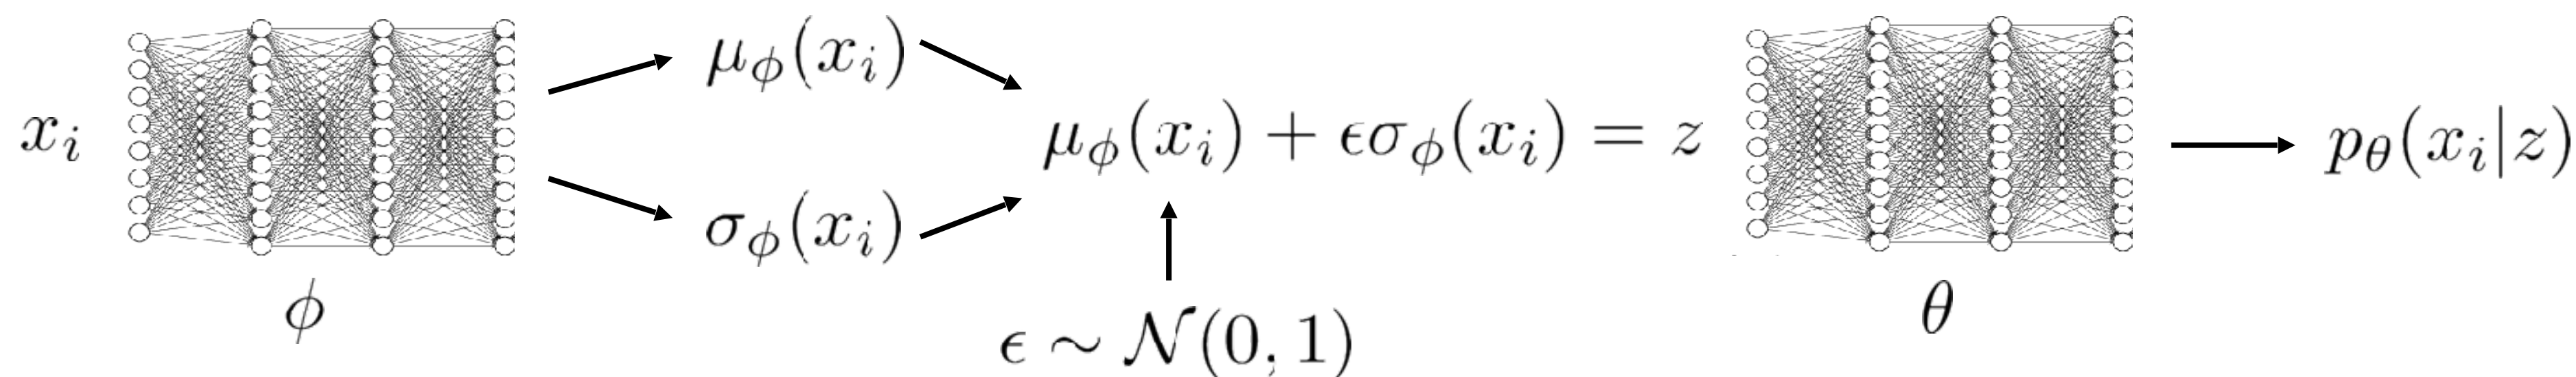 x_i
ϕ
μ_ϕ(x_i)
σ_ϕ(x_i)
μ_ϕ(x_i) + ϵσ_ϕ(x_i) = z
ϵ ∼ 𝒩(0, 1)
θ
p_θ(x_i|z)